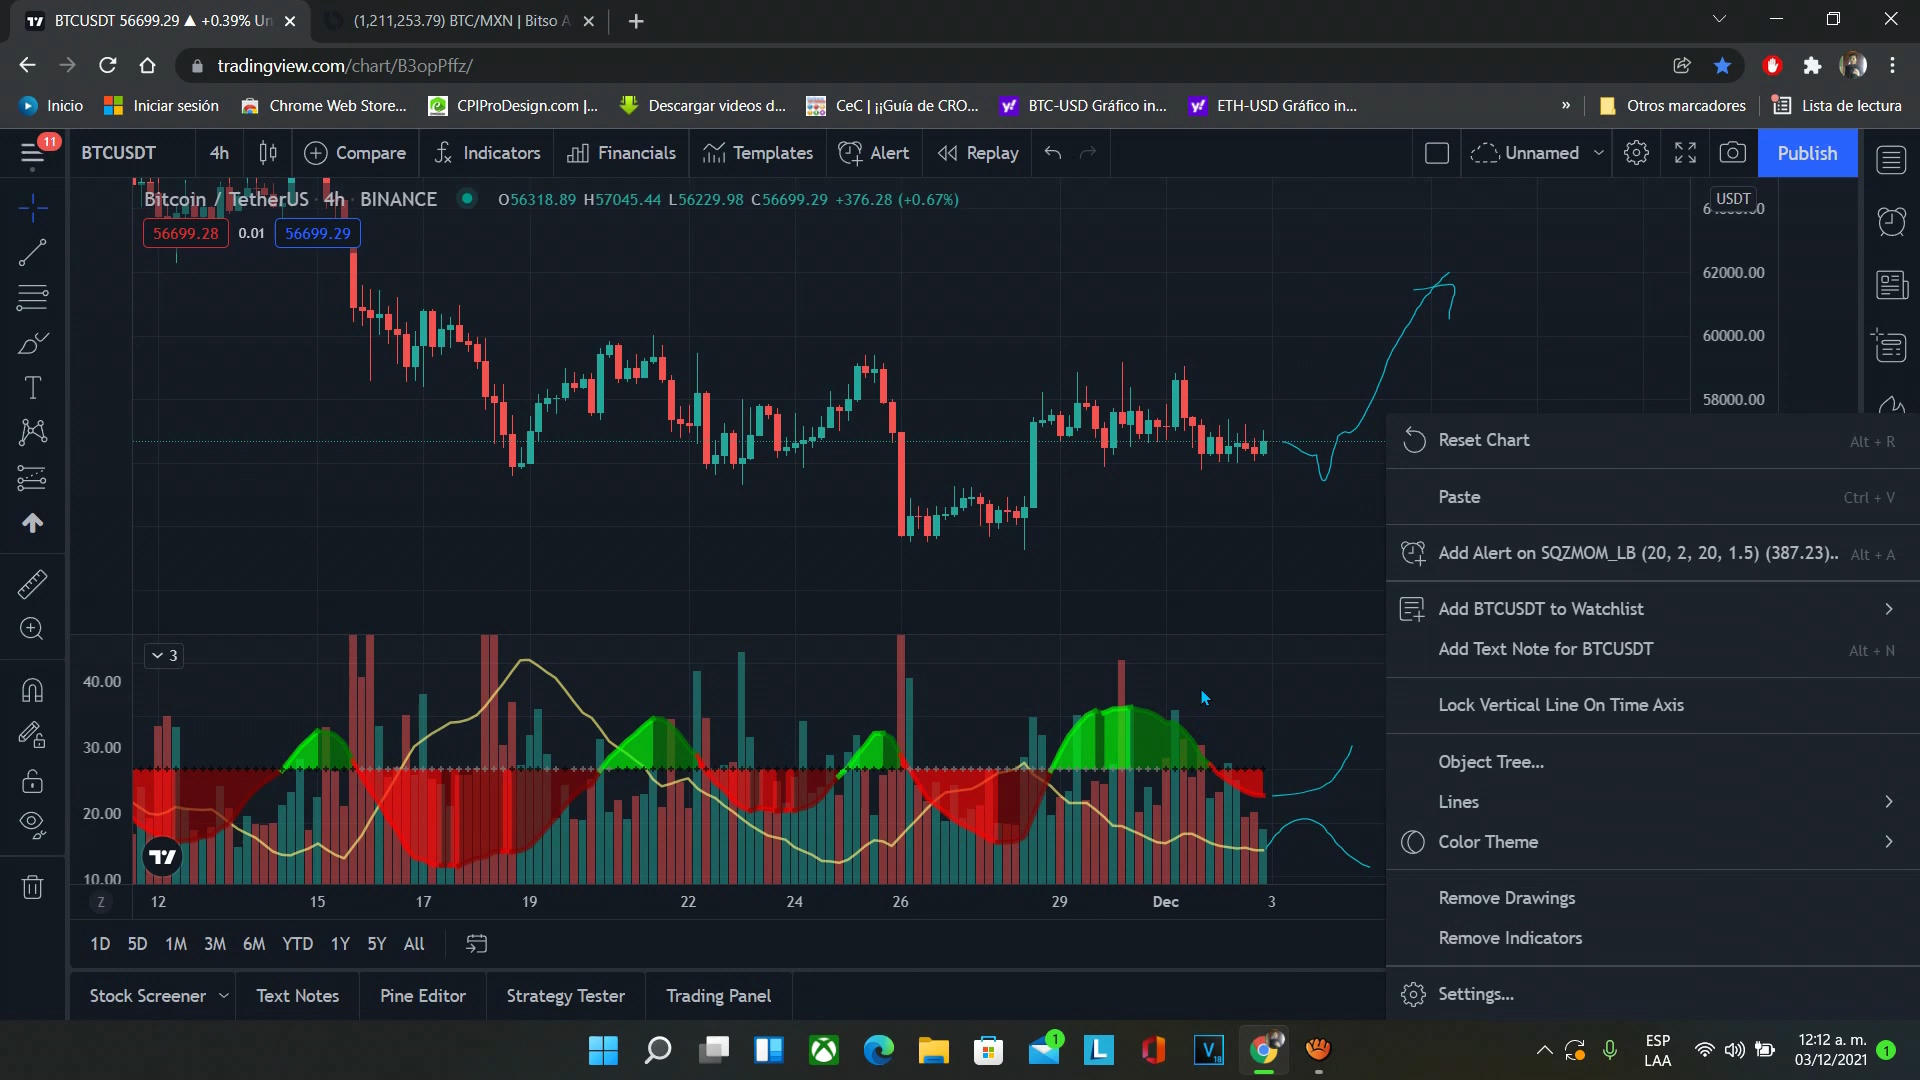 BTCUSDT 56699.29 ▲ +0.39% Un
(1,211,253.79) BTC/MXN | Bitso A
tradingview.com/chart/B3opPffz/
Inicio
Iniciar sesión
Chrome Web Store...
CPIProDesign.com |...
Descargar videos d...
CeC | ¡¡Guía de CRO...
BTC-USD Gráfico in...
ETH-USD Gráfico in...
»
Otros marcadores
Lista de lectura
11
BTCUSDT
4h
Compare
Indicators
Financials
Templates
Alert
Replay
Unnamed
Publish
Bitcoin / TetherUS · 4h · BINANCE
O56318.89 H57045.44 L56229.98 C56699.29 +376.28 (+0.67%)
USDT
56699.28
0.01
56699.29
62000.00
60000.00
58000.00
Reset Chart Alt + R
Paste Ctrl + V
Add Alert on SQZMOM_LB (20, 2, 20, 1.5) (387.23).. Alt + A
Add BTCUSDT to Watchlist
Add Text Note for BTCUSDT Alt + N
Lock Vertical Line On Time Axis
Object Tree...
Lines
Color Theme
Remove Drawings
Remove Indicators
Settings...
3
40.00
30.00
20.00
10.00
Z
12
15
17
19
22
24
26
29
Dec
3
1D 5D 1M 3M 6M YTD 1Y 5Y All
Stock Screener
Text Notes
Pine Editor
Strategy Tester
Trading Panel
1
L
V
18
ESP
LAA
12:12 a. m.
03/12/2021
1